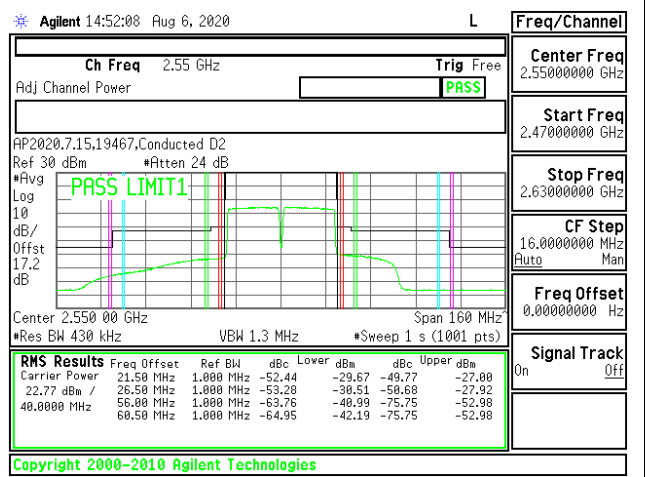 Agilent 14:52:08 Aug 6, 2020 L
Freq/Channel
Ch Freq 2.55 GHz Trig Free
Adj Channel Power PASS
Center Freq
2.55000000 GHz
Start Freq
2.47000000 GHz
AP2020.7.15,19467,Conducted D2
Ref 30 dBm #Atten 24 dB
#Avg
Log
10
dB/
Offst
17.2
dB
PASS LIMIT1
Stop Freq
2.63000000 GHz
CF Step
16.0000000 MHz
Auto Man
Center 2.550 00 GHz Span 160 MHz
#Res BW 430 kHz VBW 1.3 MHz #Sweep 1 s (1001 pts)
Freq Offset
0.00000000 Hz
RMS Results Freq Offset Ref BW dBc Lower dBm dBc Upper dBm
Carrier Power 21.50 MHz 1.000 MHz -52.44 -29.67 -49.77 -27.00
22.77 dBm / 26.50 MHz 1.000 MHz -53.28 -30.51 -50.68 -27.92
40.0000 MHz 56.00 MHz 1.000 MHz -63.76 -40.99 -75.75 -52.98
60.50 MHz 1.000 MHz -64.95 -42.19 -75.75 -52.98
Signal Track
On Off
Copyright 2000-2010 Agilent Technologies